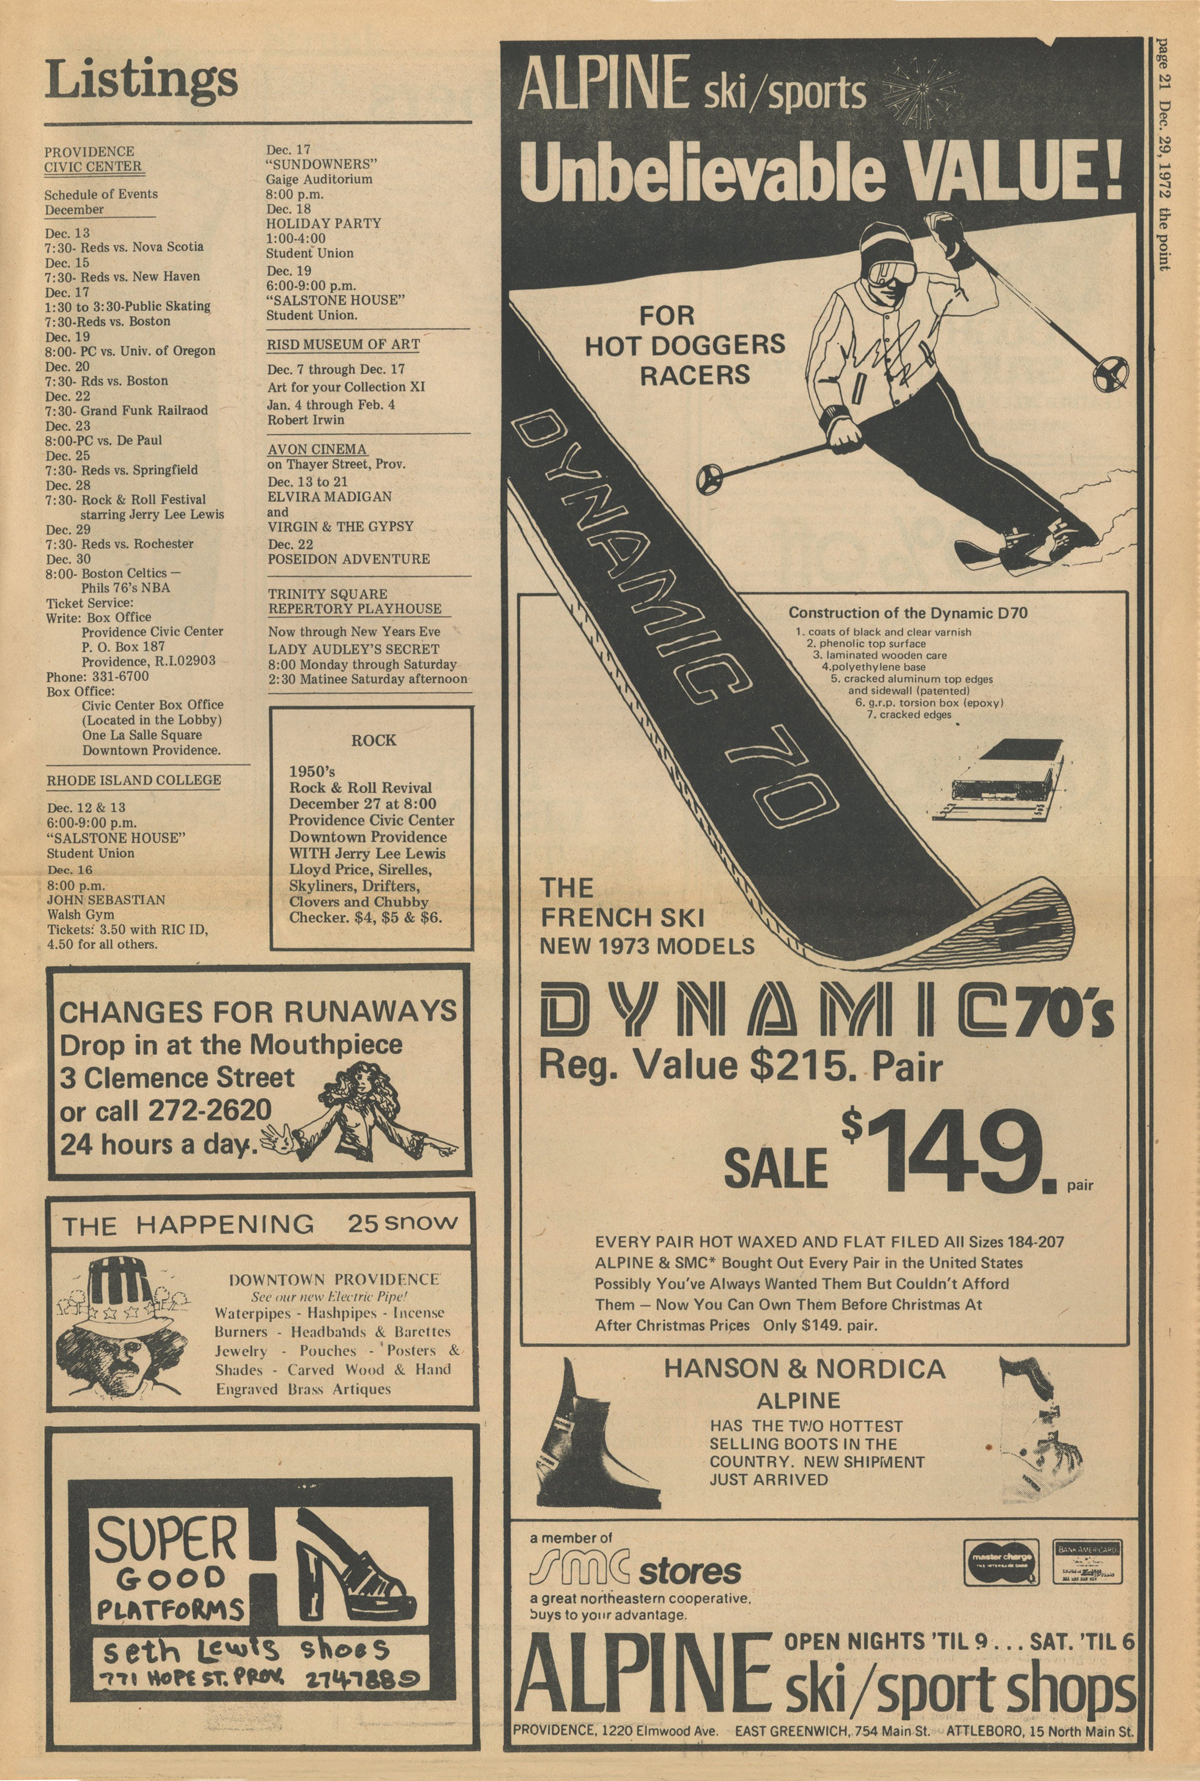 Listings
PROVIDENCE
CIVIC CENTER
Schedule of Events
December
Dec. 13
7:30- Reds vs. Nova Scotia
Dec. 15
7:30- Reds vs. New Haven
Dec. 17
1:30 to 3:30-Public Skating
7:30-Reds vs. Boston
Dec. 19
8:00- PC vs. Univ. of Oregon
Dec. 20
7:30- Rds vs. Boston
Dec. 22
7:30- Grand Funk Railraod
Dec. 23
8:00-PC vs. De Paul
Dec. 25
7:30- Reds vs. Springfield
Dec. 28
7:30- Rock & Roll Festival
starring Jerry Lee Lewis
Dec. 29
7:30- Reds vs. Rochester
Dec. 30
8:00- Boston Celtics —
Phils 76's NBA
Ticket Service:
Write: Box Office
Providence Civic Center
P. O. Box 187
Providence, R.I.02903
Phone: 331-6700
Box Office:
Civic Center Box Office
(Located in the Lobby)
One La Salle Square
Downtown Providence.
RHODE ISLAND COLLEGE
Dec. 12 & 13
6:00-9:00 p.m.
"SALSTONE HOUSE"
Student Union
Dec. 16
8:00 p.m.
JOHN SEBASTIAN
Walsh Gym
Tickets: 3.50 with RIC ID,
4.50 for all others.
Dec. 17
"SUNDOWNERS"
Gaige Auditorium
8:00 p.m.
Dec. 18
HOLIDAY PARTY
1:00-4:00
Student Union
Dec. 19
6:00-9:00 p.m.
"SALSTONE HOUSE"
Student Union.
RISD MUSEUM OF ART
Dec. 7 through Dec. 17
Art for your Collection XI
Jan. 4 through Feb. 4
Robert Irwin
AVON CINEMA
on Thayer Street, Prov.
Dec. 13 to 21
ELVIRA MADIGAN
and
VIRGIN & THE GYPSY
Dec. 22
POSEIDON ADVENTURE
TRINITY SQUARE
REPERTORY PLAYHOUSE
Now through New Years Eve
LADY AUDLEY'S SECRET
8:00 Monday through Saturday
2:30 Matinee Saturday afternoon
ROCK
1950's
Rock & Roll Revival
December 27 at 8:00
Providence Civic Center
Downtown Providence
WITH Jerry Lee Lewis
Lloyd Price, Sirelles,
Skyliners, Drifters,
Clovers and Chubby
Checker. $4, $5 & $6.
CHANGES FOR RUNAWAYS
Drop in at the Mouthpiece
3 Clemence Street
or call 272-2620
24 hours a day.
THE HAPPENING 25 snow
DOWNTOWN PROVIDENCE
See our new Electric Pipe!
Waterpipes - Hashpipes - Incense
Burners - Headbands & Barettes
Jewelry - Pouches - Posters &
Shades - Carved Wood & Hand
Engraved Brass Artiques
SUPER
GOOD
PLATFORMS
seth Lewis shoes
771 HOPE ST. PROV. 274-7889
ALPINE ski/sports
Unbelievable VALUE!
FOR
HOT DOGGERS
RACERS
DYNAMIC 70
Construction of the Dynamic D70
1. coats of black and clear varnish
2. phenolic top surface
3. laminated wooden care
4.polyethylene base
5. cracked aluminum top edges
and sidewall (patented)
6. g.r.p. torsion box (epoxy)
7. cracked edges
THE
FRENCH SKI
NEW 1973 MODELS
DYNAMIC 70's
Reg. Value $215. Pair
SALE $149. pair
EVERY PAIR HOT WAXED AND FLAT FILED All Sizes 184-207
ALPINE & SMC* Bought Out Every Pair in the United States
Possibly You've Always Wanted Them But Couldn't Afford
Them — Now You Can Own Them Before Christmas At
After Christmas Prices Only $149. pair.
HANSON & NORDICA
ALPINE
HAS THE TWO HOTTEST
SELLING BOOTS IN THE
COUNTRY. NEW SHIPMENT
JUST ARRIVED
a member of
smc stores
a great northeastern cooperative,
buys to your advantage.
master charge
THE INTERBANK CARD
BANKAMERICARD
ALPINE OPEN NIGHTS 'TIL 9 . . . SAT. 'TIL 6
ski/sport shops
PROVIDENCE, 1220 Elmwood Ave. EAST GREENWICH, 754 Main St. ATTLEBORO, 15 North Main St.
page 21 Dec. 29, 1972 the point